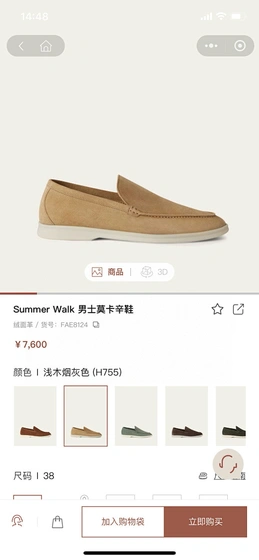 14:48
商品 | 3D
Summer Walk 男士莫卡辛鞋
绒面革 / 货号：FAE6124
¥7,600
颜色 | 浅木烟灰色 (H755)
尺码 | 38
加入购物袋
立即购买